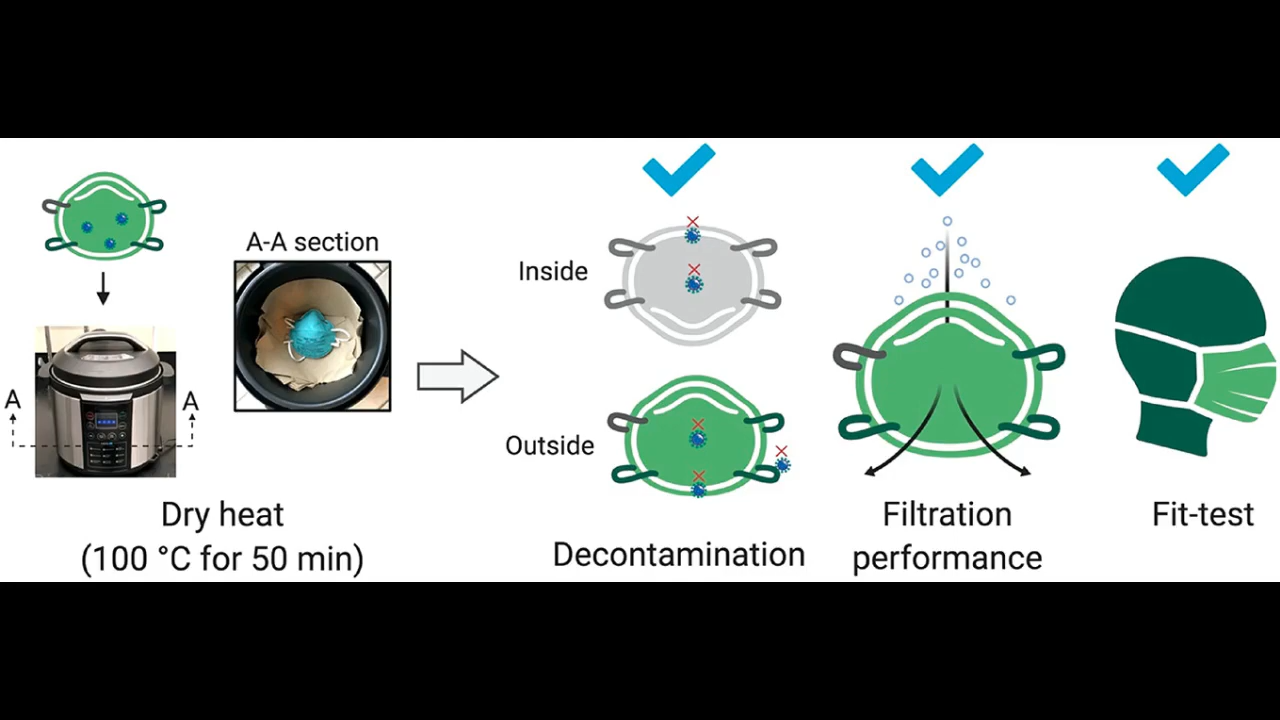 A-A section
A
A
Dry heat
(100 °C for 50 min)
Inside
Outside
Decontamination
Filtration
performance
Fit-test